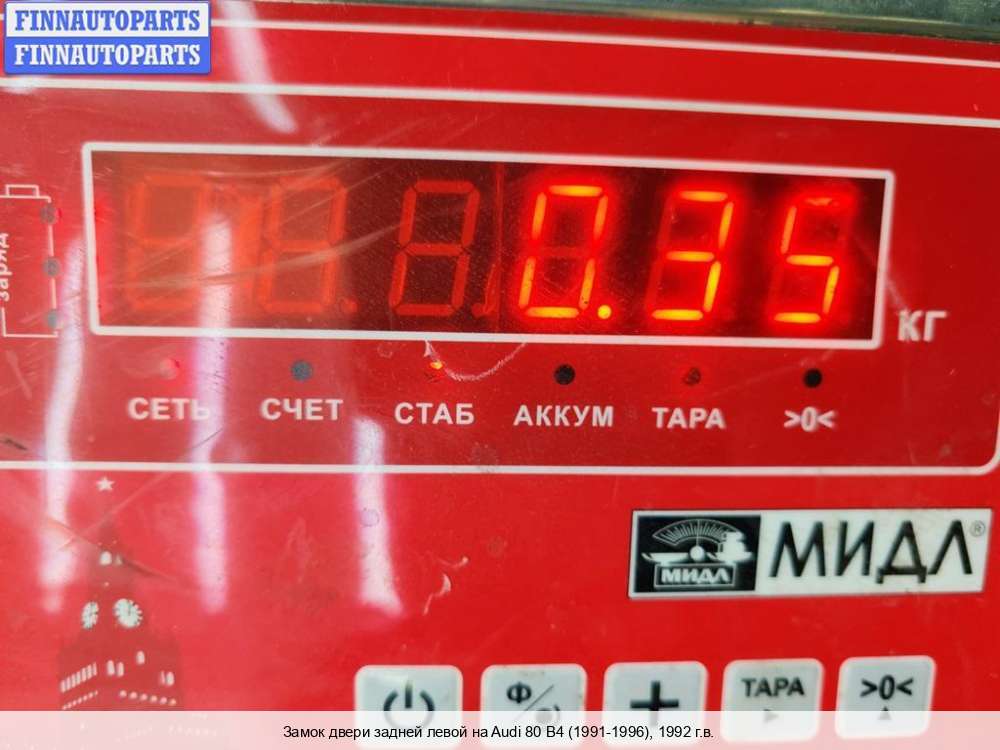 FINNAUTOPARTS
FINNAUTOPARTS
заряд
0.35
КГ
СЕТЬ СЧЕТ СТАБ АККУМ ТАРА >0<
МИДЛ МИДЛ®
Ф ТАРА >0<
Замок двери задней левой на Audi 80 B4 (1991-1996), 1992 г.в.